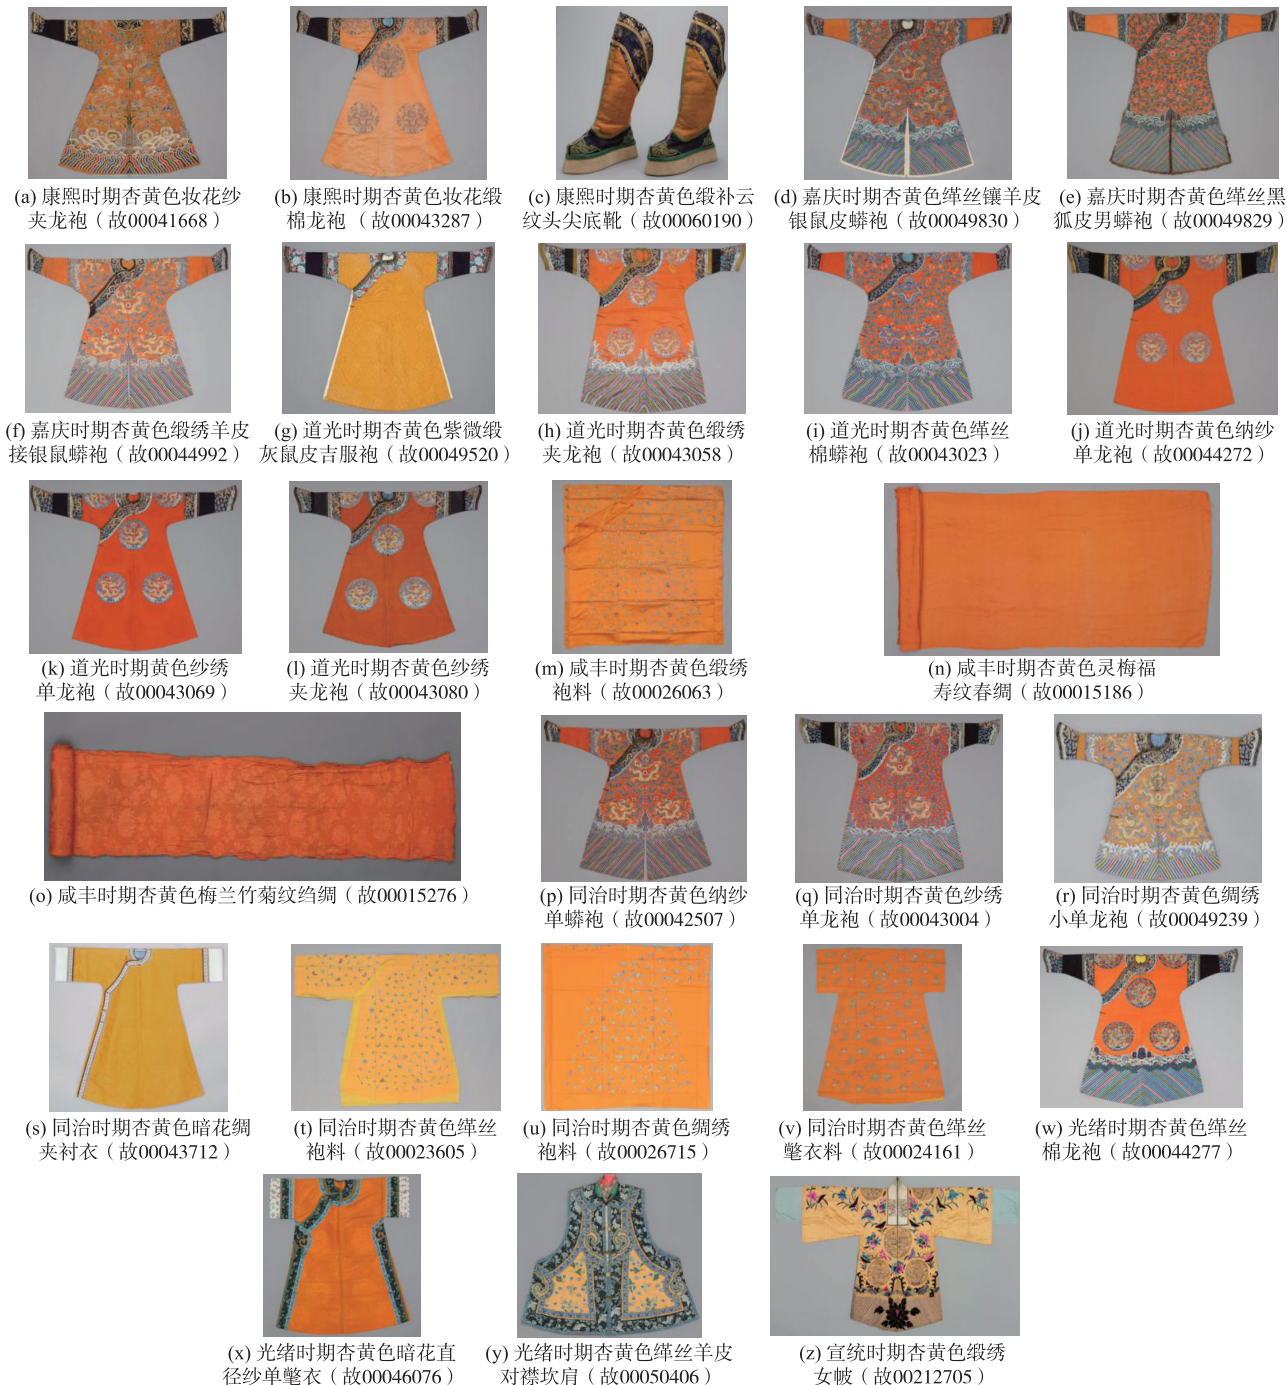 (a) 康熙时期杏黄色妆花纱
夹龙袍（故00041668）
(b) 康熙时期杏黄色妆花缎
棉龙袍 （故00043287）
(c) 康熙时期杏黄色缎补云
纹头尖底靴（故00060190）
(d) 嘉庆时期杏黄色缂丝镶羊皮
银鼠皮蟒袍（故00049830）
(e) 嘉庆时期杏黄色缂丝黑
狐皮男蟒袍（故00049829）
(f) 嘉庆时期杏黄色缎绣羊皮
接银鼠蟒袍（故00044992）
(g) 道光时期杏黄色紫微缎
灰鼠皮吉服袍（故00049520）
(h) 道光时期杏黄色缎绣
夹龙袍（故00043058）
(i) 道光时期杏黄色缂丝
棉蟒袍（故00043023）
(j) 道光时期杏黄色纳纱
单龙袍（故00044272）
(k) 道光时期黄色纱绣
单龙袍（故00043069）
(l) 道光时期杏黄色纱绣
夹龙袍（故00043080）
(m) 咸丰时期杏黄色缎绣
袍料（故00026063）
(n) 咸丰时期杏黄色灵梅福
寿纹春绸（故00015186）
(o) 咸丰时期杏黄色梅兰竹菊纹绉绸（故00015276）
(p) 同治时期杏黄色纳纱
单蟒袍（故00042507）
(q) 同治时期杏黄色纱绣
单龙袍（故00043004）
(r) 同治时期杏黄色绸绣
小单龙袍（故00049239）
(s) 同治时期杏黄色暗花绸
夹衬衣（故00043712）
(t) 同治时期杏黄色缂丝
袍料（故00023605）
(u) 同治时期杏黄色绸绣
袍料（故00026715）
(v) 同治时期杏黄色缂丝
氅衣料（故00024161）
(w) 光绪时期杏黄色缂丝
棉龙袍（故00044277）
(x) 光绪时期杏黄色暗花直
径纱单氅衣（故00046076）
(y) 光绪时期杏黄色缂丝羊皮
对襟坎肩（故00050406）
(z) 宣统时期杏黄色缎绣
女帔（故00212705）